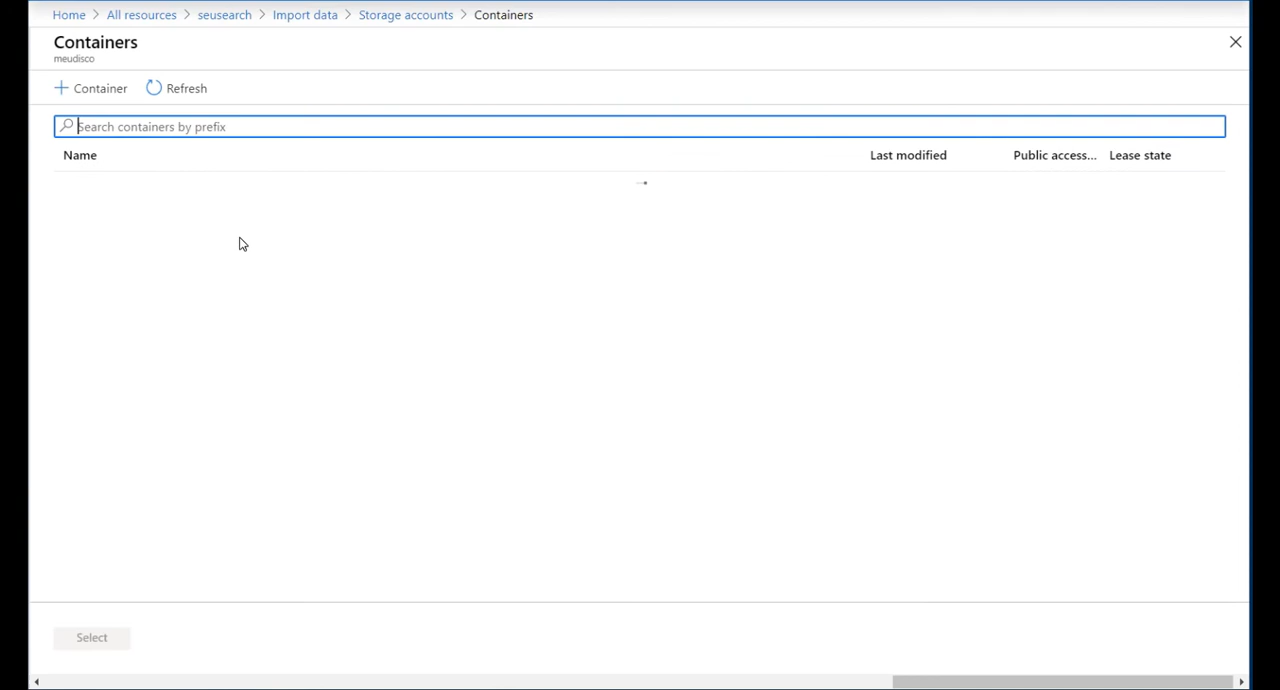 Home > All resources > seusearch > Import data > Storage accounts > Containers
Containers
meudisco
Container Refresh
Search containers by prefix
Name Last modified Public access... Lease state
Select